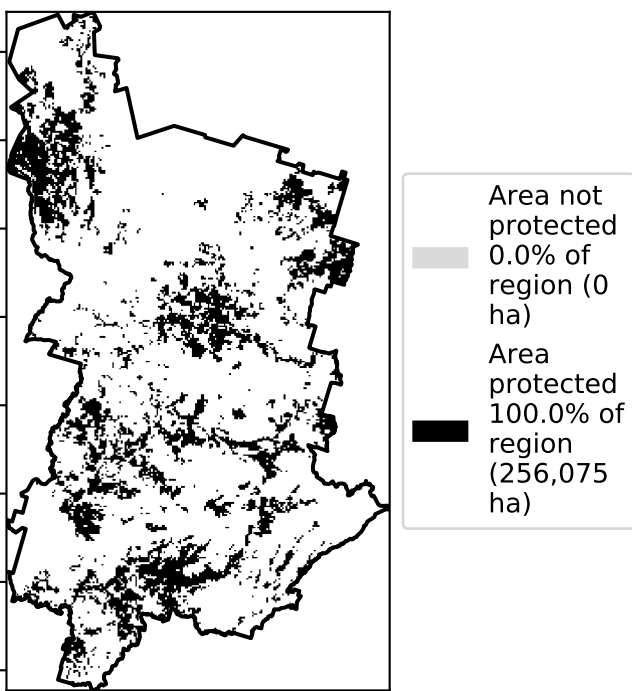 Area not
protected
0.0% of
region (0
ha)
Area
protected
100.0% of
region
(256,075
ha)